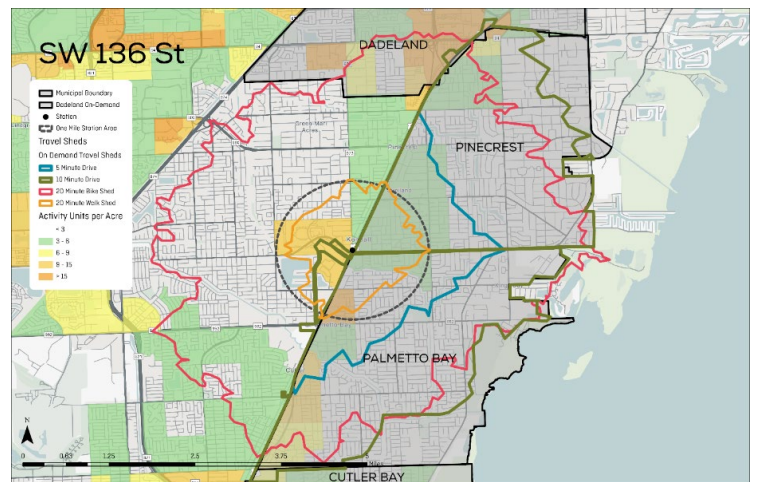 SW 136 St
DADELAND
Municipal Boundary
Dadeland On-Demand
Station
One Mile Station Area
Travel Sheds
On Demand Travel Sheds
5 Minute Drive
10 Minute Drive
20 Minute Bike Shed
20 Minute Walk Shed
Activity Units per Acre
< 3
3 - 6
6 - 9
9 - 15
> 15
PINECREST
PALMETTO BAY
N
0 0.63 1.25 2.5 3.75 5
Miles
CUTLER BAY